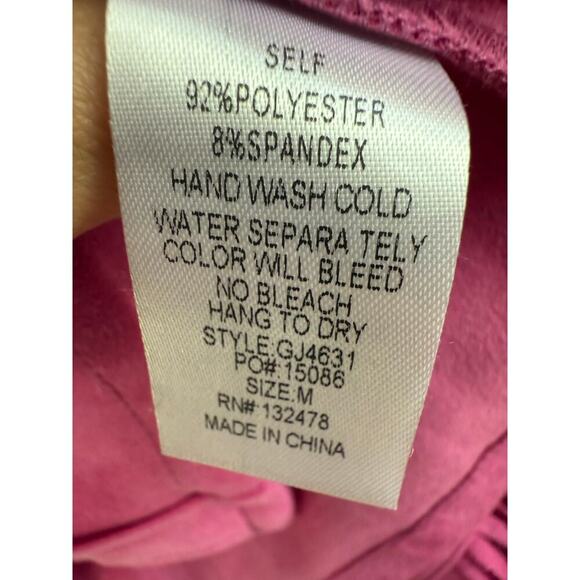 SELF
92%POLYESTER
8%SPANDEX
HAND WASH COLD
WATER SEPARA TELY
COLOR WILL BLEED
NO BLEACH
HANG TO DRY
STYLE:GJ4631
PO#:15086
SIZE:M
RN#:132478
MADE IN CHINA